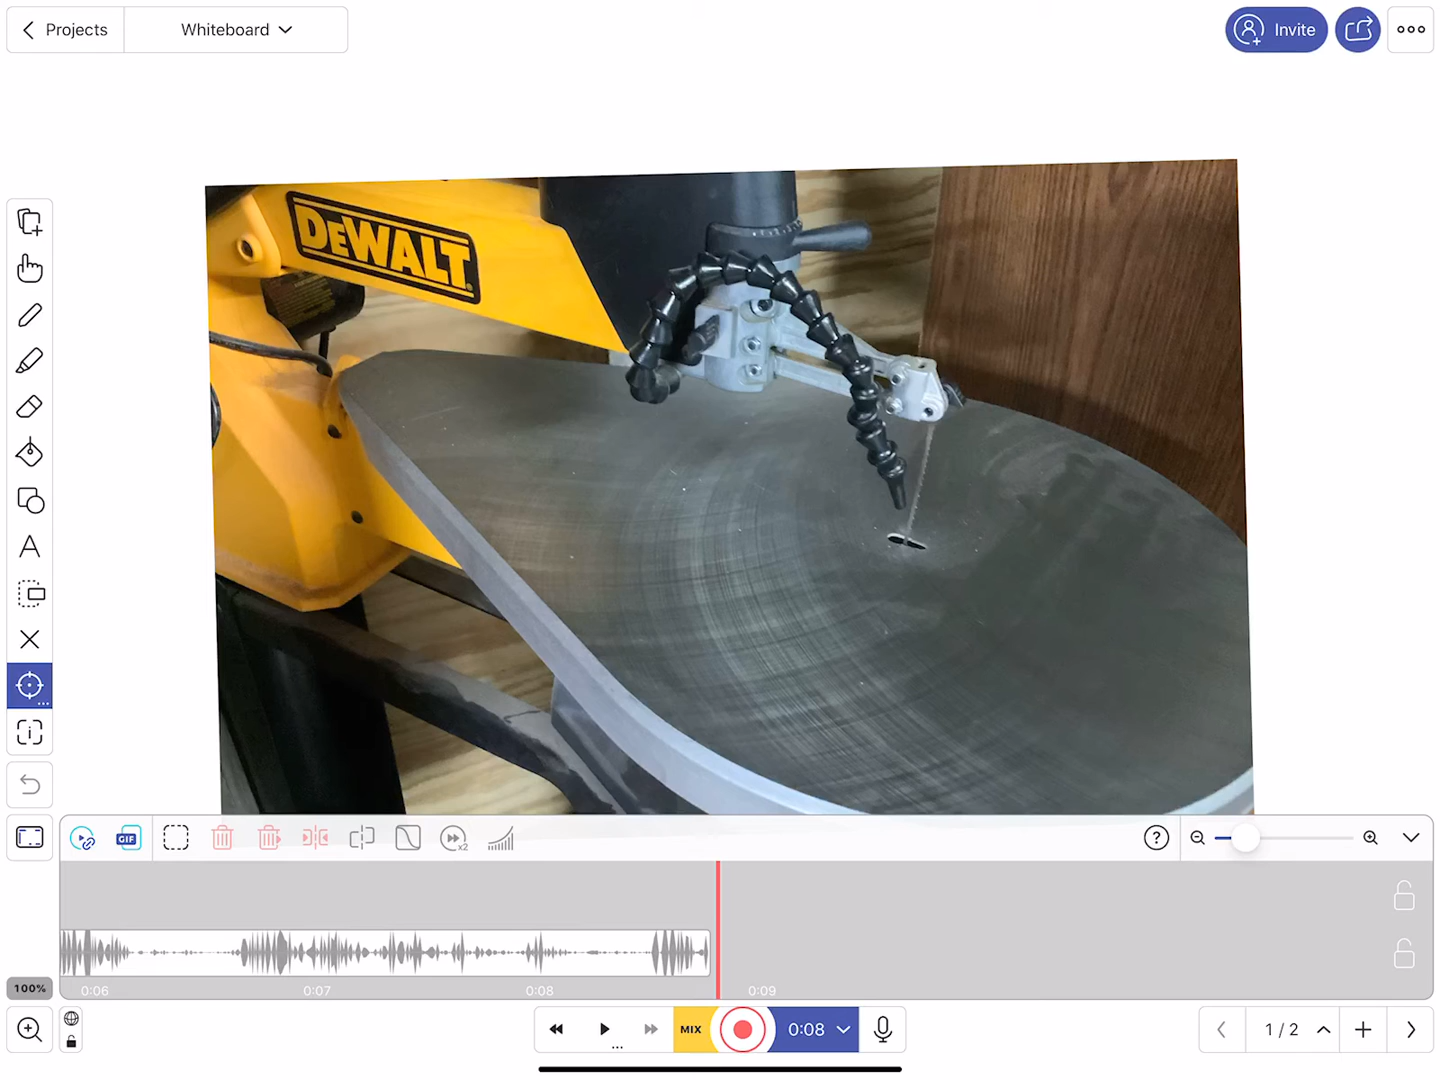 Projects
Whiteboard
Invite
DEWALT
GIF
x2
?
0:06
0:07
0:08
0:09
100%
MIX
0:08
1 / 2